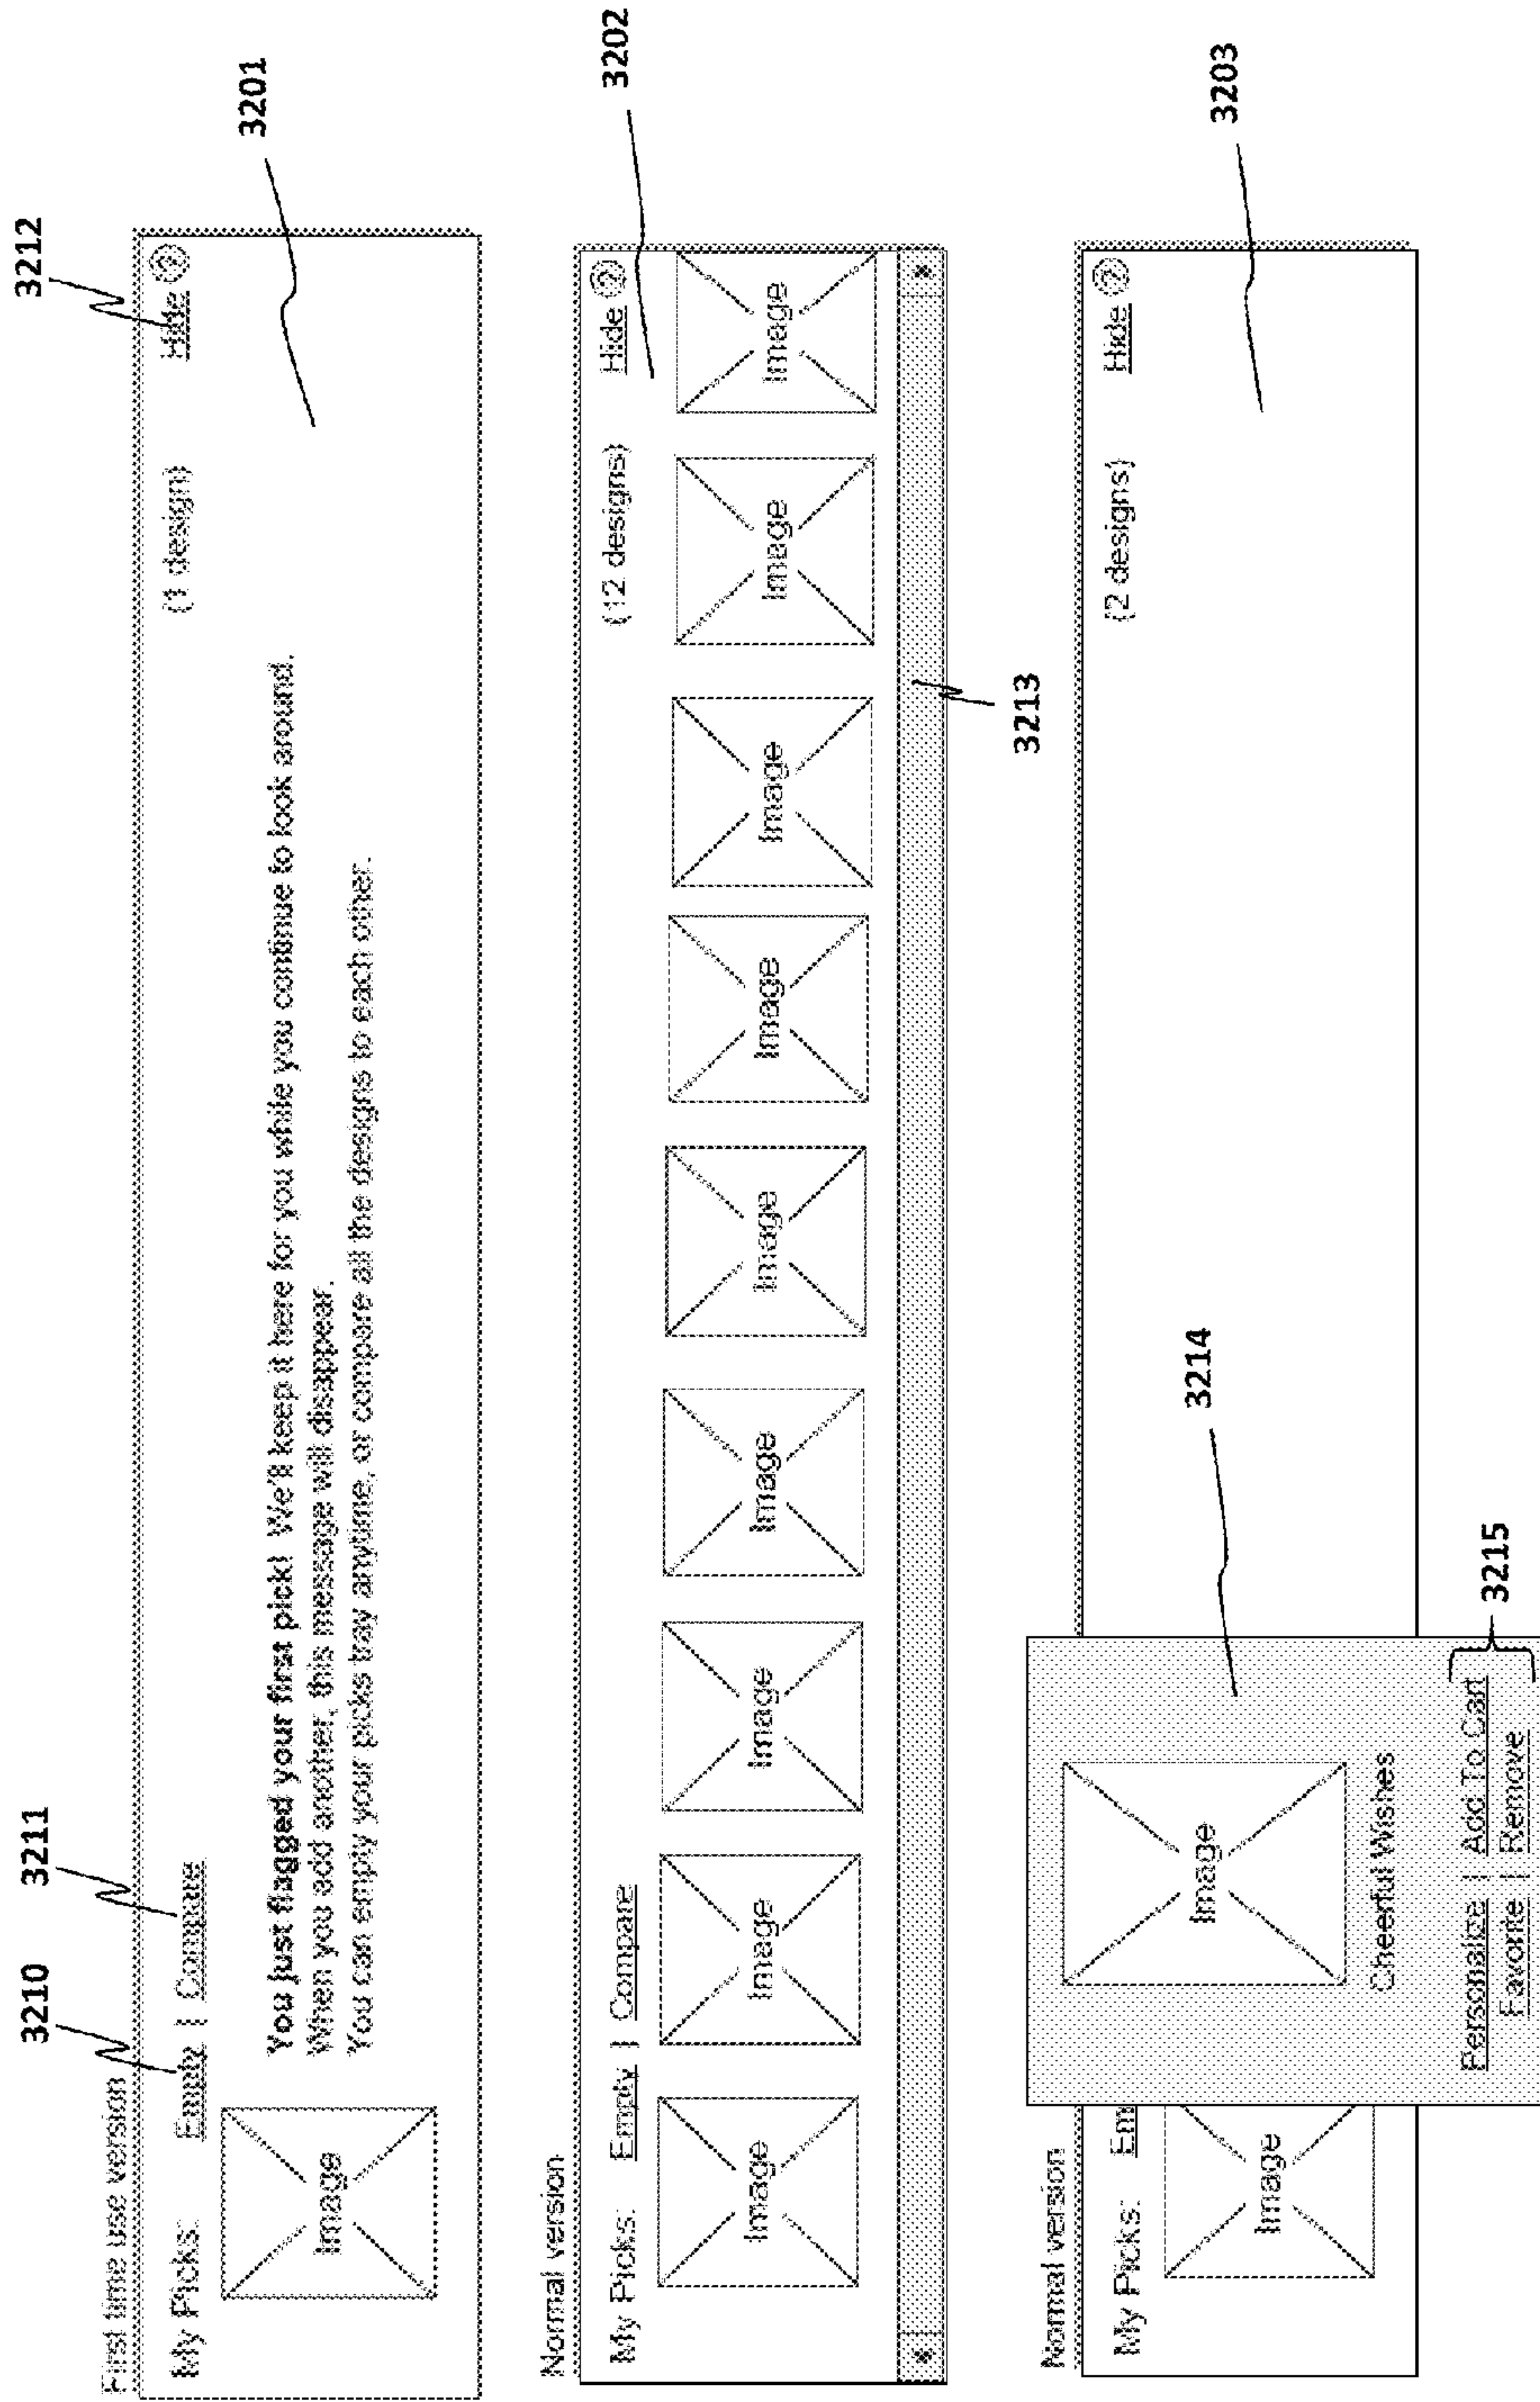 3210
3211
3212
First time use version
My Picks: Empty | Compare (1 design) Hide ?
3201
Image
You just flagged your first pick! We'll keep it here for you while you continue to look around.
When you add another, this message will disappear.
You can empty your picks tray anytime, or compare all the designs to each other.
Normal version
3202
My Picks: Empty | Compare (12 designs) Hide ?
Image Image Image Image Image Image Image Image Image
3213
Normal version
3214
3203
My Picks: Em (2 designs) Hide ?
Image
Image
Cheerful Wishes
Personalize | Add To Cart
Favorite | Remove
3215